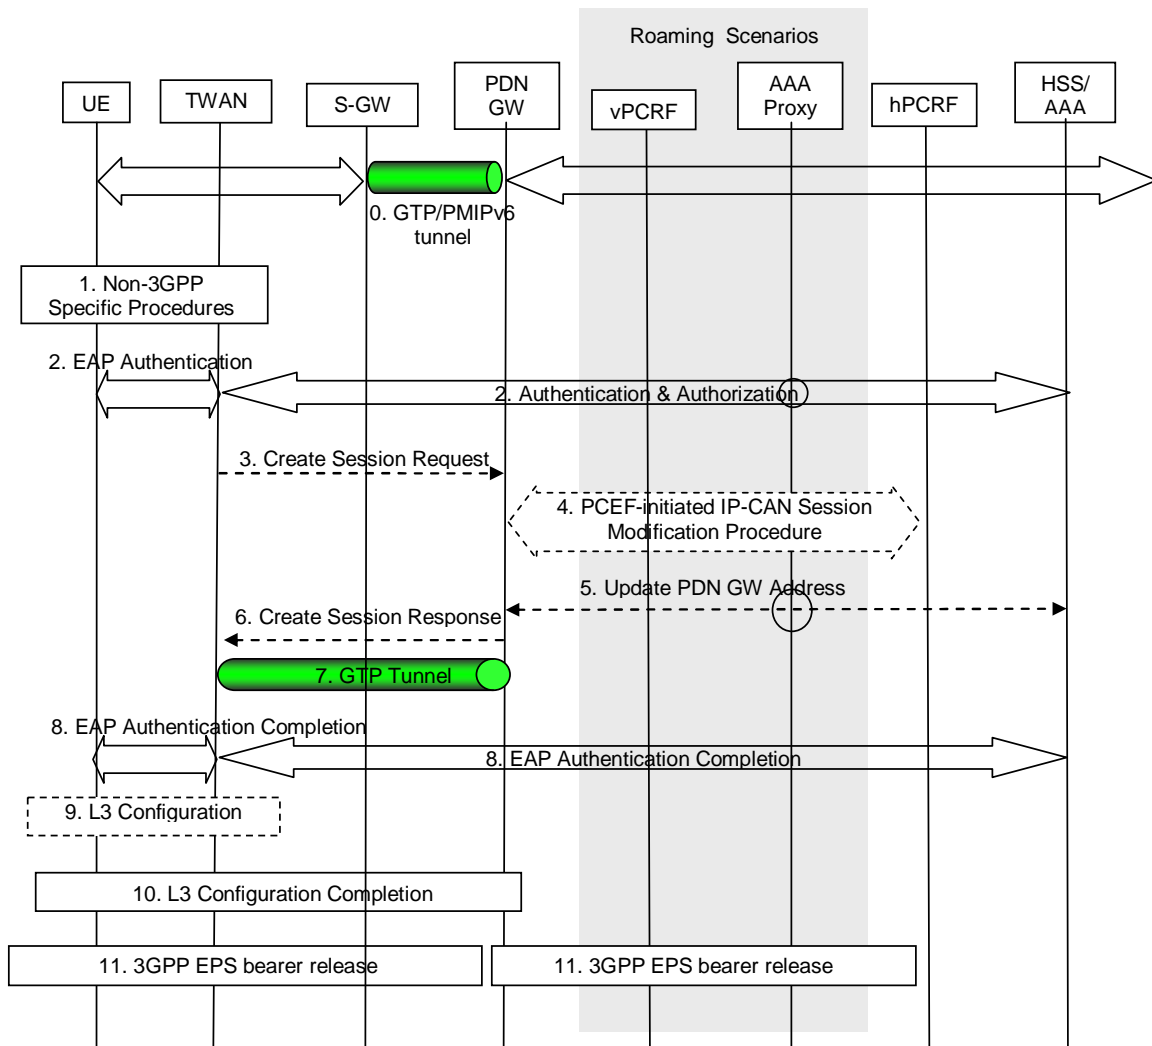 Roaming Scenarios
UE
TWAN
S-GW
PDN
GW
vPCRF
AAA
Proxy
hPCRF
HSS/
AAA
0. GTP/PMIPv6
tunnel
1. Non-3GPP
Specific Procedures
2. EAP Authentication
2. Authentication & Authorization
3. Create Session Request
4. PCEF-initiated IP-CAN Session
Modification Procedure
5. Update PDN GW Address
6. Create Session Response
7. GTP Tunnel
8. EAP Authentication Completion
8. EAP Authentication Completion
9. L3 Configuration
10. L3 Configuration Completion
11. 3GPP EPS bearer release
11. 3GPP EPS bearer release